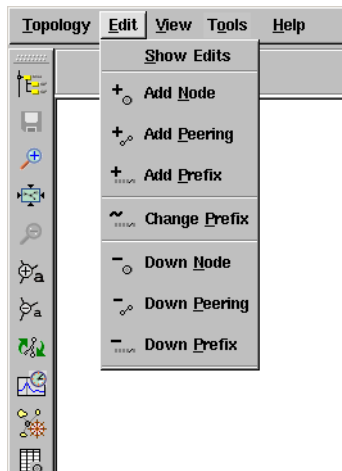 Topology Edit View Tools Help
Show Edits
Add Node
Add Peering
Add Prefix
Change Prefix
Down Node
Down Peering
Down Prefix
a
a